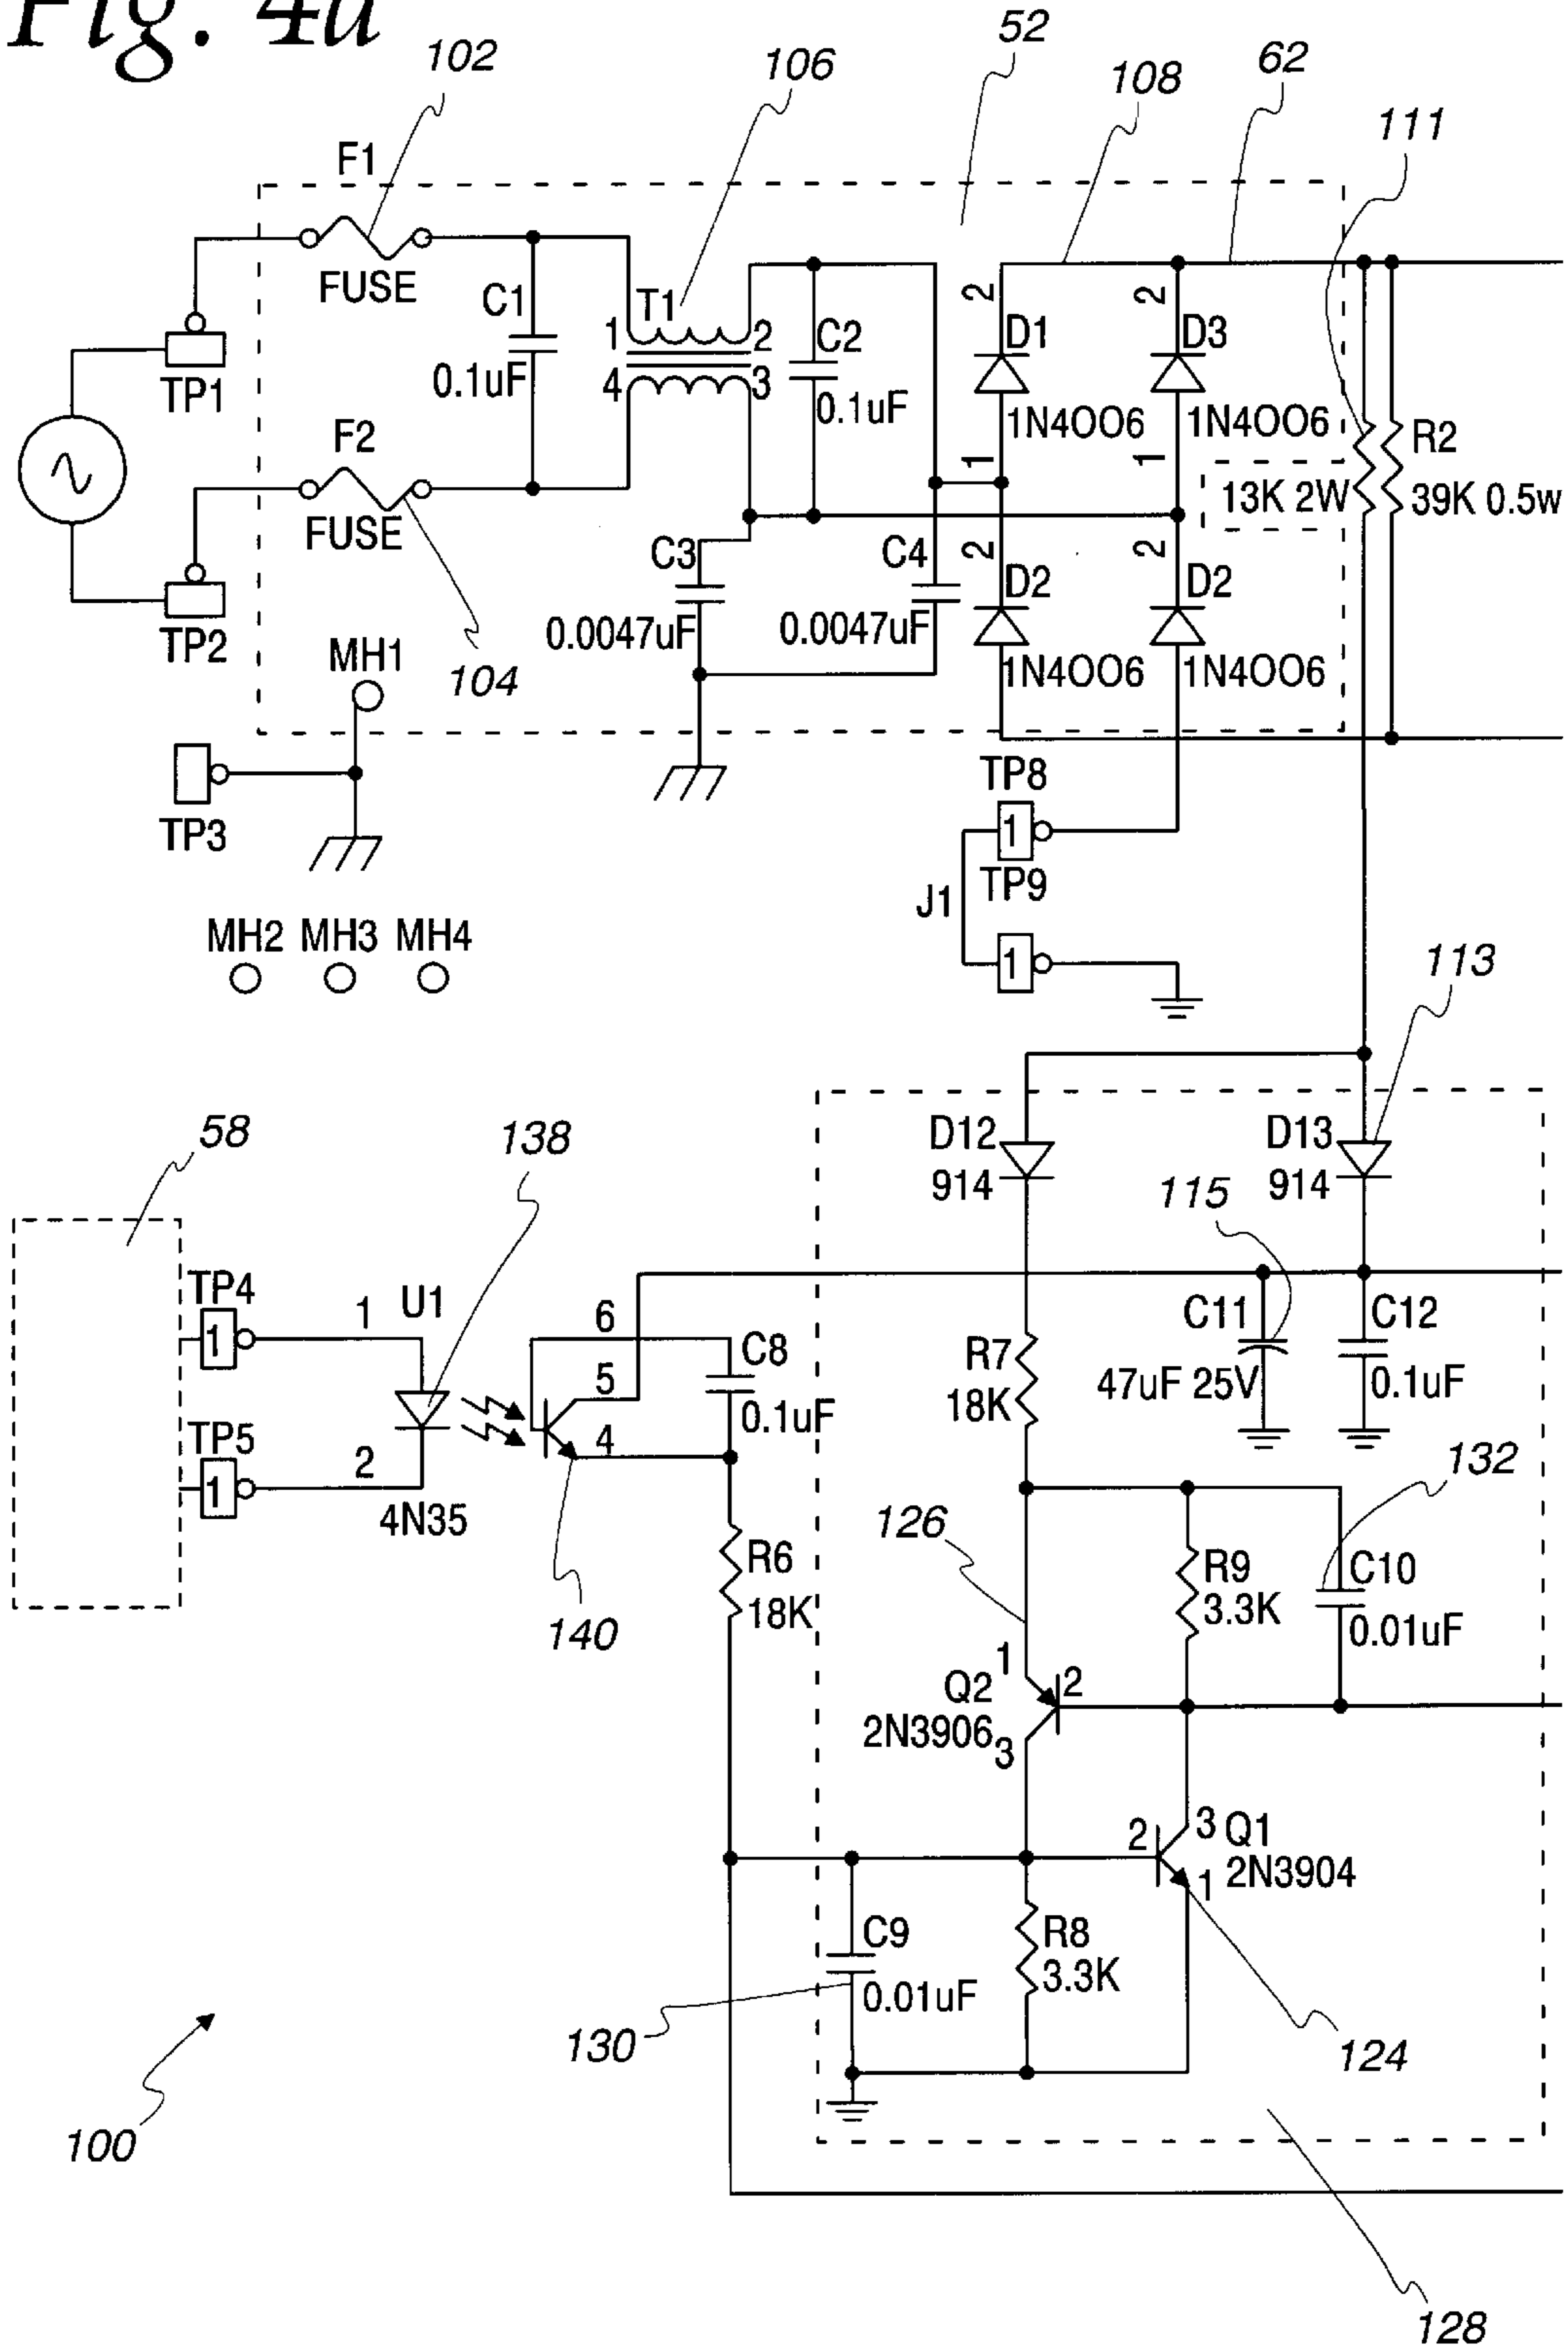 Fig. 4a
102
106
52
108
62
111
F1
FUSE
C1
0.1uF
T1
1
2
4
3
C2
0.1uF
2
D1
1N4OO6
1
2
D3
1N4OO6
1
TP1
F2
FUSE
TP2
104
13K 2W
R2
39K 0.5w
C3
0.0047uF
C4
0.0047uF
2
D2
1N4OO6
2
D2
1N4OO6
MH1
TP3
TP8
1
TP9
J1
1
MH2 MH3 MH4
113
58
138
D12
914
D13
914
115
TP4
1
1
U1
6
5
4
C8
0.1uF
TP5
1
2
4N35
R7
18K
C11
47uF 25V
C12
0.1uF
132
126
R6
18K
140
R9
3.3K
C10
0.01uF
1
Q2
2
2N3906
3
2
3
Q1
2N3904
1
C9
0.01uF
R8
3.3K
130
124
100
128